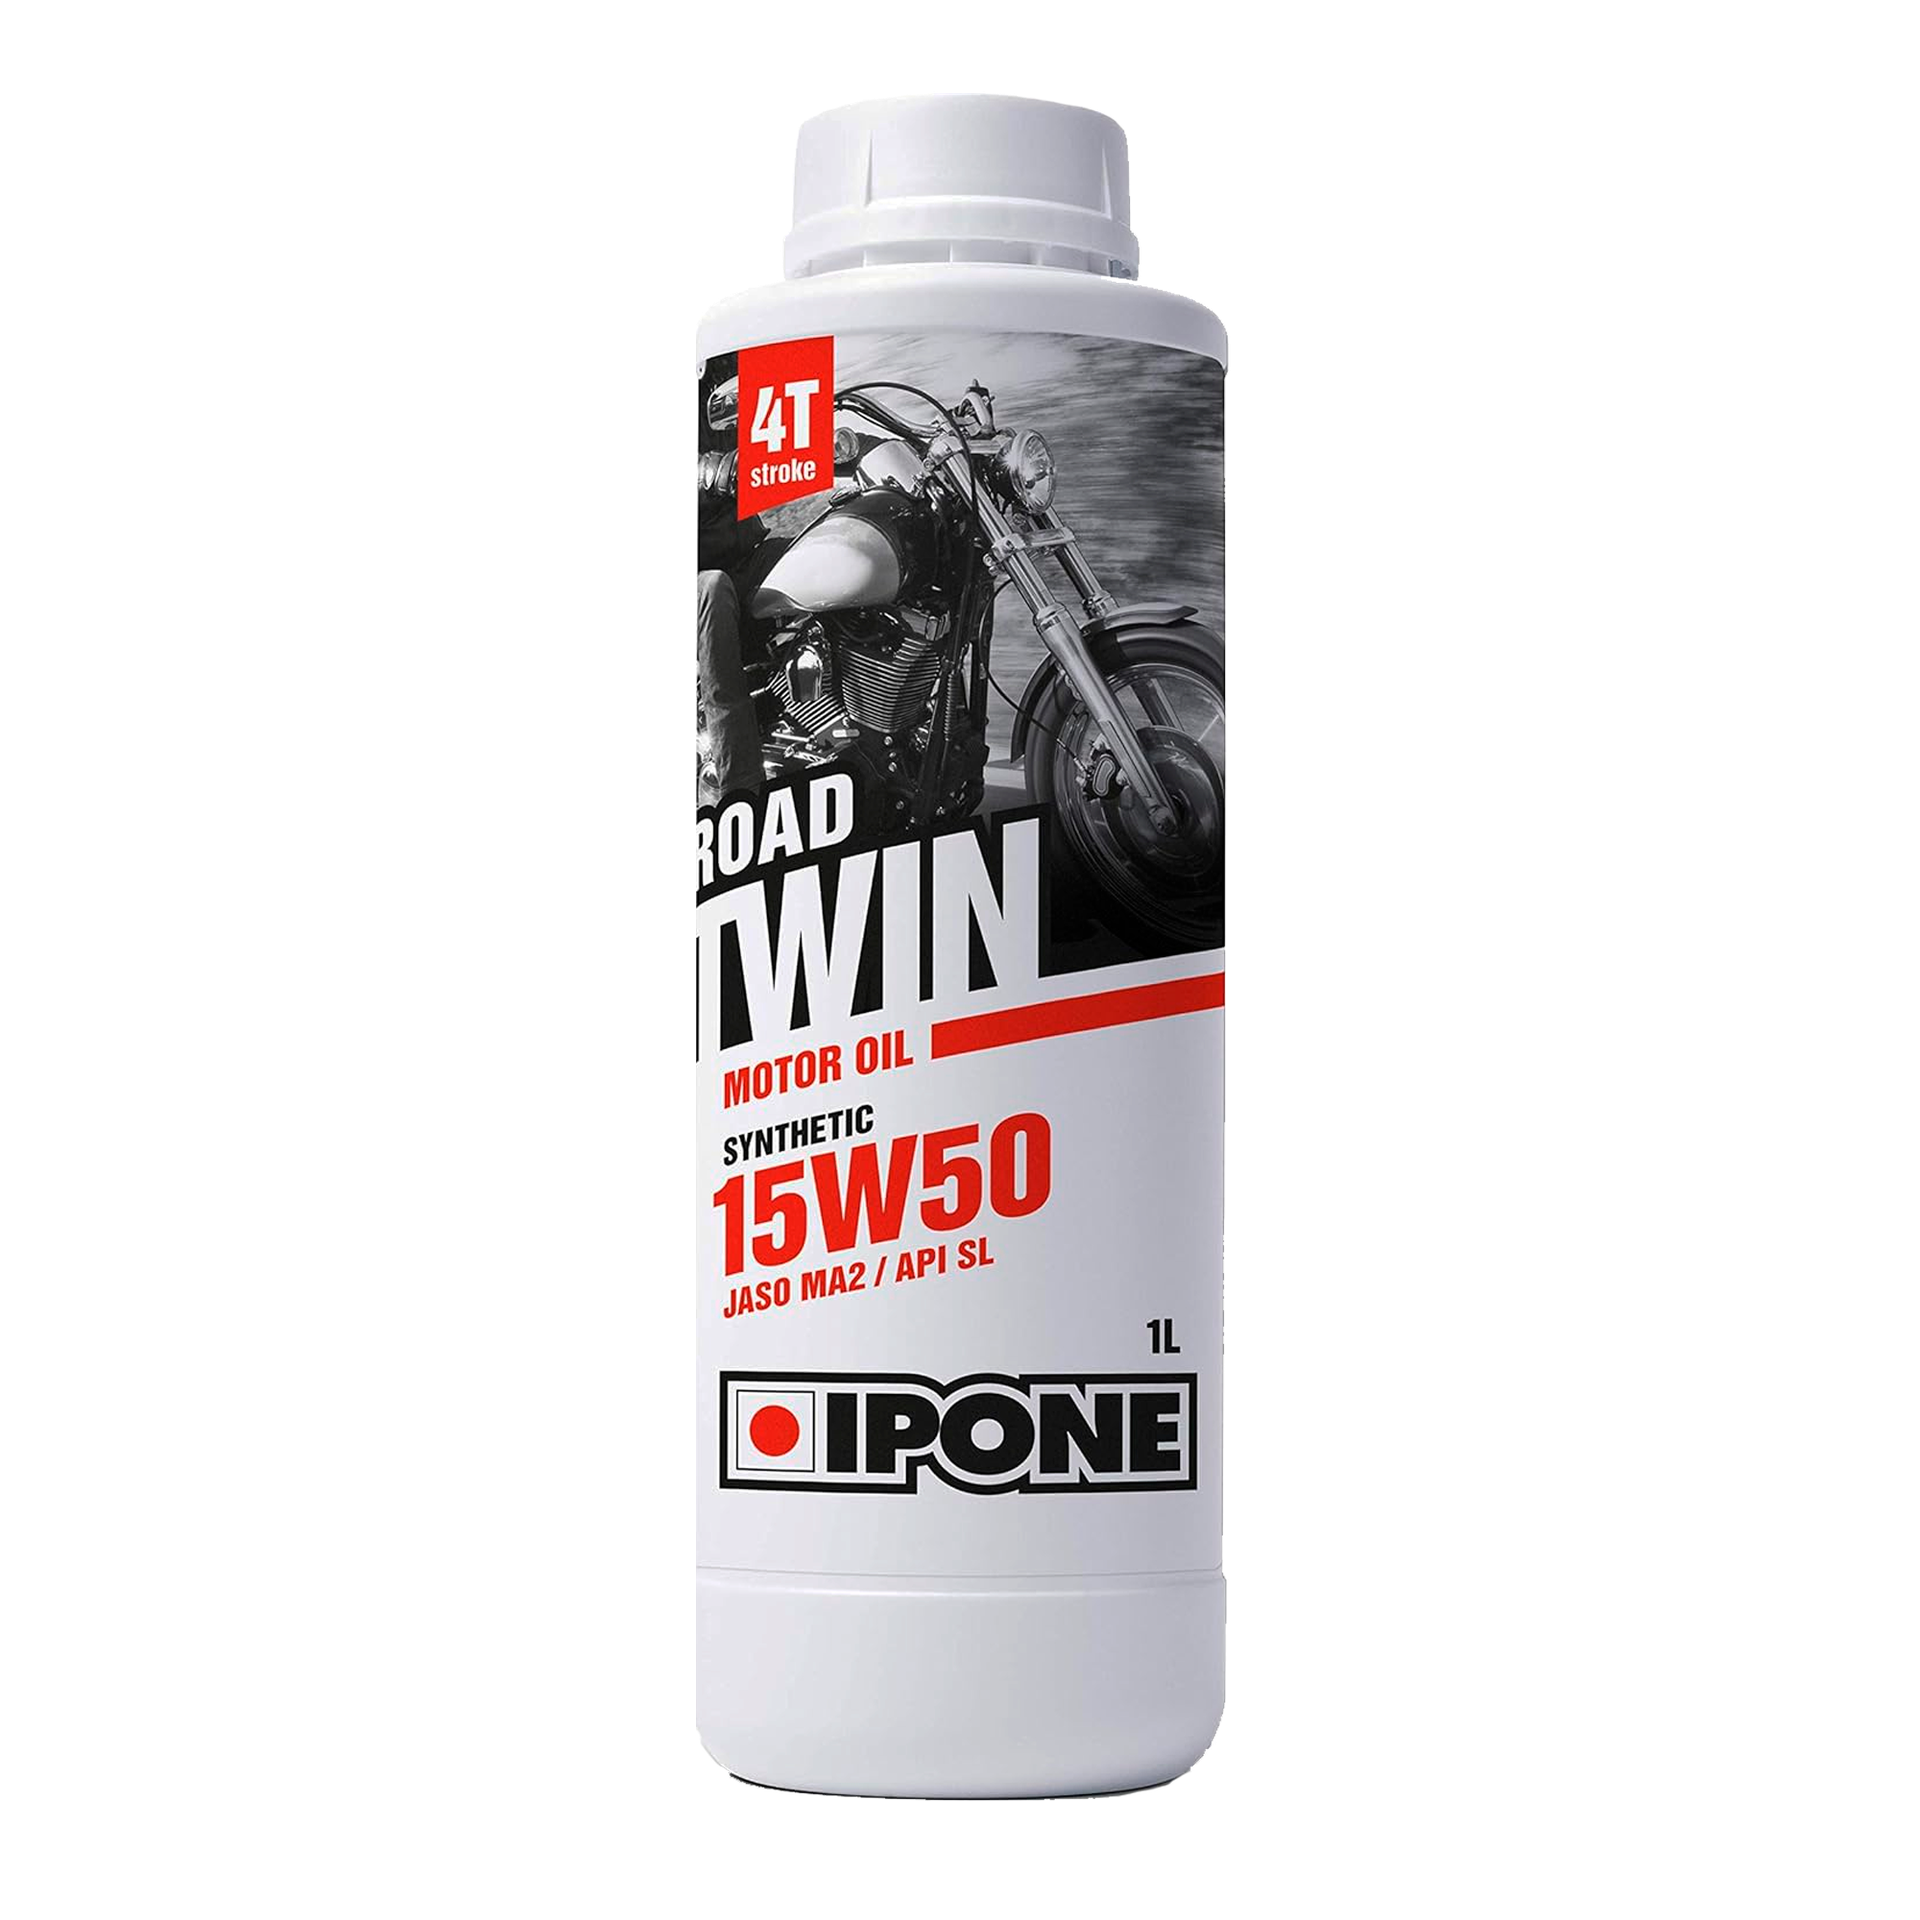 4T
stroke
ROAD
TWIN
MOTOR OIL
SYNTHETIC
15W50
JASO MA2 / API SL
1L
IPONE